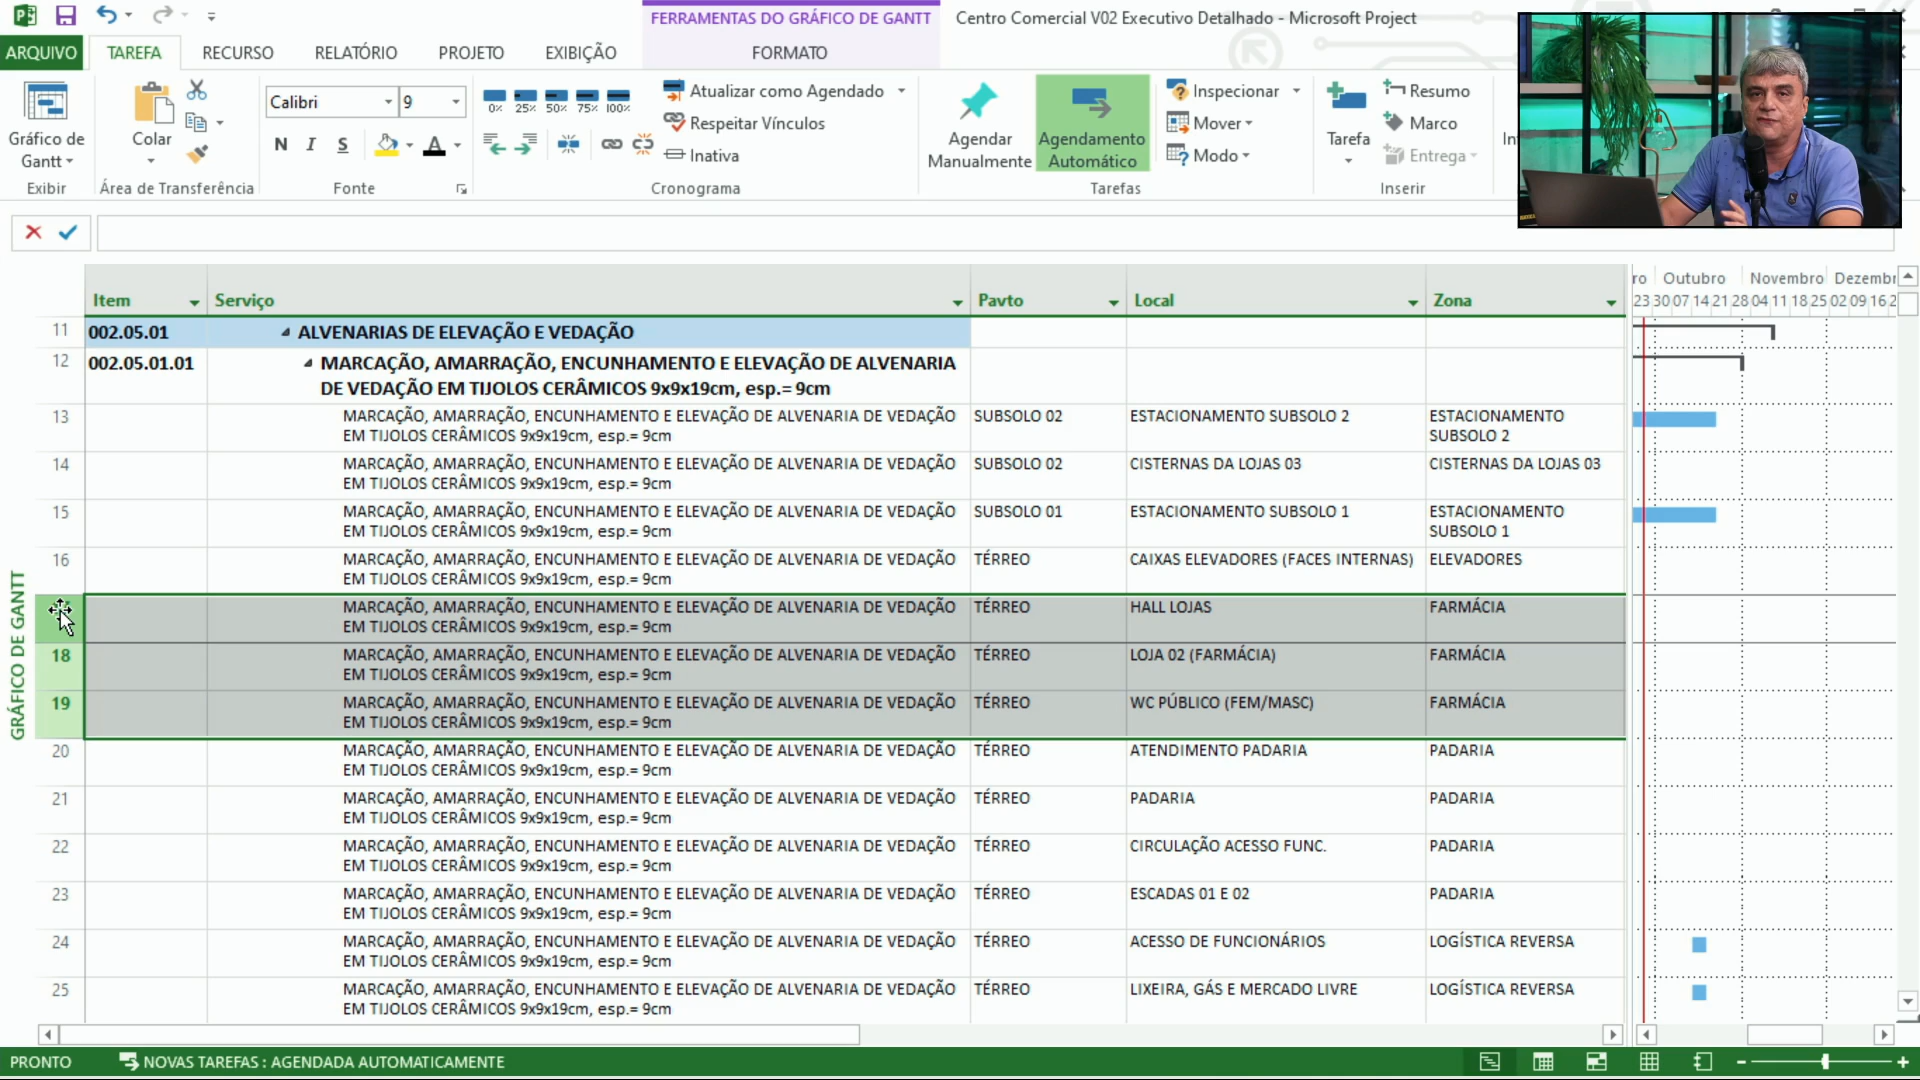 FERRAMENTAS DO GRÁFICO DE GANTT
Centro Comercial V02 Executivo Detalhado - Microsoft Project
ARQUIVO TAREFA RECURSO RELATÓRIO PROJETO EXIBIÇÃO FORMATO
Gráfico de Gantt
Exibir
Colar
Área de Transferência
Calibri 9
N I S A
Fonte
0% 25% 50% 75% 100%
Atualizar como Agendado
Respeitar Vínculos
Inativa
Cronograma
Agendar Manualmente
Agendamento Automático
Inspecionar
Mover
Modo
Tarefas
Tarefa
Resumo
Marco
Entrega
Inserir
Item Serviço Pavto Local Zona
Outubro Novembro Dezembr
23 30 07 14 21 28 04 11 18 25 02 09 16 2
GRÁFICO DE GANTT
11 002.05.01 ALVENARIAS DE ELEVAÇÃO E VEDAÇÃO
12 002.05.01.01 MARCAÇÃO, AMARRAÇÃO, ENCUNHAMENTO E ELEVAÇÃO DE ALVENARIA
DE VEDAÇÃO EM TIJOLOS CERÂMICOS 9x9x19cm, esp.= 9cm
13 MARCAÇÃO, AMARRAÇÃO, ENCUNHAMENTO E ELEVAÇÃO DE ALVENARIA DE VEDAÇÃO SUBSOLO 02 ESTACIONAMENTO SUBSOLO 2 ESTACIONAMENTO
EM TIJOLOS CERÂMICOS 9x9x19cm, esp.= 9cm SUBSOLO 2
14 MARCAÇÃO, AMARRAÇÃO, ENCUNHAMENTO E ELEVAÇÃO DE ALVENARIA DE VEDAÇÃO SUBSOLO 02 CISTERNAS DA LOJAS 03 CISTERNAS DA LOJAS 03
EM TIJOLOS CERÂMICOS 9x9x19cm, esp.= 9cm
15 MARCAÇÃO, AMARRAÇÃO, ENCUNHAMENTO E ELEVAÇÃO DE ALVENARIA DE VEDAÇÃO SUBSOLO 01 ESTACIONAMENTO SUBSOLO 1 ESTACIONAMENTO
EM TIJOLOS CERÂMICOS 9x9x19cm, esp.= 9cm SUBSOLO 1
16 MARCAÇÃO, AMARRAÇÃO, ENCUNHAMENTO E ELEVAÇÃO DE ALVENARIA DE VEDAÇÃO TÉRREO CAIXAS ELEVADORES (FACES INTERNAS) ELEVADORES
EM TIJOLOS CERÂMICOS 9x9x19cm, esp.= 9cm
MARCAÇÃO, AMARRAÇÃO, ENCUNHAMENTO E ELEVAÇÃO DE ALVENARIA DE VEDAÇÃO TÉRREO HALL LOJAS FARMÁCIA
EM TIJOLOS CERÂMICOS 9x9x19cm, esp.= 9cm
18 MARCAÇÃO, AMARRAÇÃO, ENCUNHAMENTO E ELEVAÇÃO DE ALVENARIA DE VEDAÇÃO TÉRREO LOJA 02 (FARMÁCIA) FARMÁCIA
EM TIJOLOS CERÂMICOS 9x9x19cm, esp.= 9cm
19 MARCAÇÃO, AMARRAÇÃO, ENCUNHAMENTO E ELEVAÇÃO DE ALVENARIA DE VEDAÇÃO TÉRREO WC PÚBLICO (FEM/MASC) FARMÁCIA
EM TIJOLOS CERÂMICOS 9x9x19cm, esp.= 9cm
20 MARCAÇÃO, AMARRAÇÃO, ENCUNHAMENTO E ELEVAÇÃO DE ALVENARIA DE VEDAÇÃO TÉRREO ATENDIMENTO PADARIA PADARIA
EM TIJOLOS CERÂMICOS 9x9x19cm, esp.= 9cm
21 MARCAÇÃO, AMARRAÇÃO, ENCUNHAMENTO E ELEVAÇÃO DE ALVENARIA DE VEDAÇÃO TÉRREO PADARIA PADARIA
EM TIJOLOS CERÂMICOS 9x9x19cm, esp.= 9cm
22 MARCAÇÃO, AMARRAÇÃO, ENCUNHAMENTO E ELEVAÇÃO DE ALVENARIA DE VEDAÇÃO TÉRREO CIRCULAÇÃO ACESSO FUNC. PADARIA
EM TIJOLOS CERÂMICOS 9x9x19cm, esp.= 9cm
23 MARCAÇÃO, AMARRAÇÃO, ENCUNHAMENTO E ELEVAÇÃO DE ALVENARIA DE VEDAÇÃO TÉRREO ESCADAS 01 E 02 PADARIA
EM TIJOLOS CERÂMICOS 9x9x19cm, esp.= 9cm
24 MARCAÇÃO, AMARRAÇÃO, ENCUNHAMENTO E ELEVAÇÃO DE ALVENARIA DE VEDAÇÃO TÉRREO ACESSO DE FUNCIONÁRIOS LOGÍSTICA REVERSA
EM TIJOLOS CERÂMICOS 9x9x19cm, esp.= 9cm
25 MARCAÇÃO, AMARRAÇÃO, ENCUNHAMENTO E ELEVAÇÃO DE ALVENARIA DE VEDAÇÃO TÉRREO LIXEIRA, GÁS E MERCADO LIVRE LOGÍSTICA REVERSA
EM TIJOLOS CERÂMICOS 9x9x19cm, esp.= 9cm
PRONTO NOVAS TAREFAS : AGENDADA AUTOMATICAMENTE